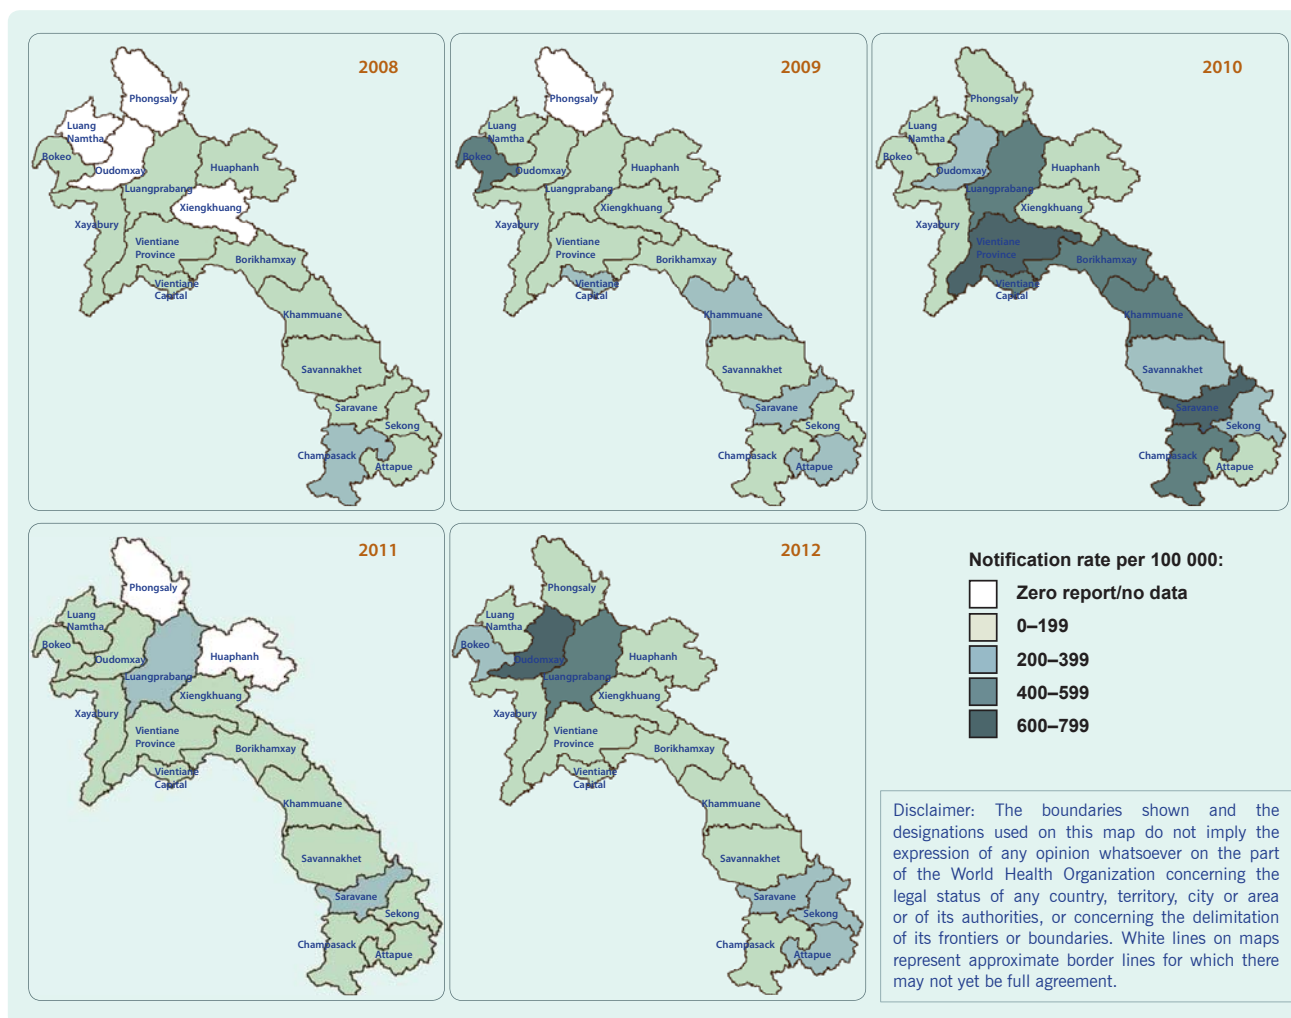 2008
Phongsaly
Luang
Namtha
Bokeo
Oudomxay
Huaphanh
Luangprabang
Xiengkhuang
Xayabury
Vientiane
Province
Borikhamxay
Vientiane
Capital
Khammuane
Savannakhet
Saravane
Sekong
Champasack
Attapue
2009
Phongsaly
Luang
Namtha
Bokeo
Oudomxay
Huaphanh
Luangprabang
Xiengkhuang
Xayabury
Vientiane
Province
Borikhamxay
Vientiane
Capital
Khammuane
Savannakhet
Saravane
Sekong
Champasack
Attapue
2010
Phongsaly
Luang
Namtha
Bokeo
Oudomxay
Huaphanh
Luangprabang
Xiengkhuang
Xayabury
Vientiane
Province
Borikhamxay
Vientiane
Capital
Khammuane
Savannakhet
Saravane
Sekong
Champasack
Attapue
2011
Phongsaly
Luang
Namtha
Bokeo
Oudomxay
Huaphanh
Luangprabang
Xiengkhuang
Xayabury
Vientiane
Province
Borikhamxay
Vientiane
Capital
Khammuane
Savannakhet
Saravane
Sekong
Champasack
Attapue
2012
Phongsaly
Luang
Namtha
Bokeo
Oudomxay
Huaphanh
Luangprabang
Xiengkhuang
Xayabury
Vientiane
Province
Borikhamxay
Vientiane
Capital
Khammuane
Savannakhet
Saravane
Sekong
Champasack
Attapue
Notification rate per 100 000:
Zero report/no data
0–199
200–399
400–599
600–799
Disclaimer: The boundaries shown and the
designations used on this map do not imply the
expression of any opinion whatsoever on the part
of the World Health Organization concerning the
legal status of any country, territory, city or area
or of its authorities, or concerning the delimitation
of its frontiers or boundaries. White lines on maps
represent approximate border lines for which there
may not yet be full agreement.